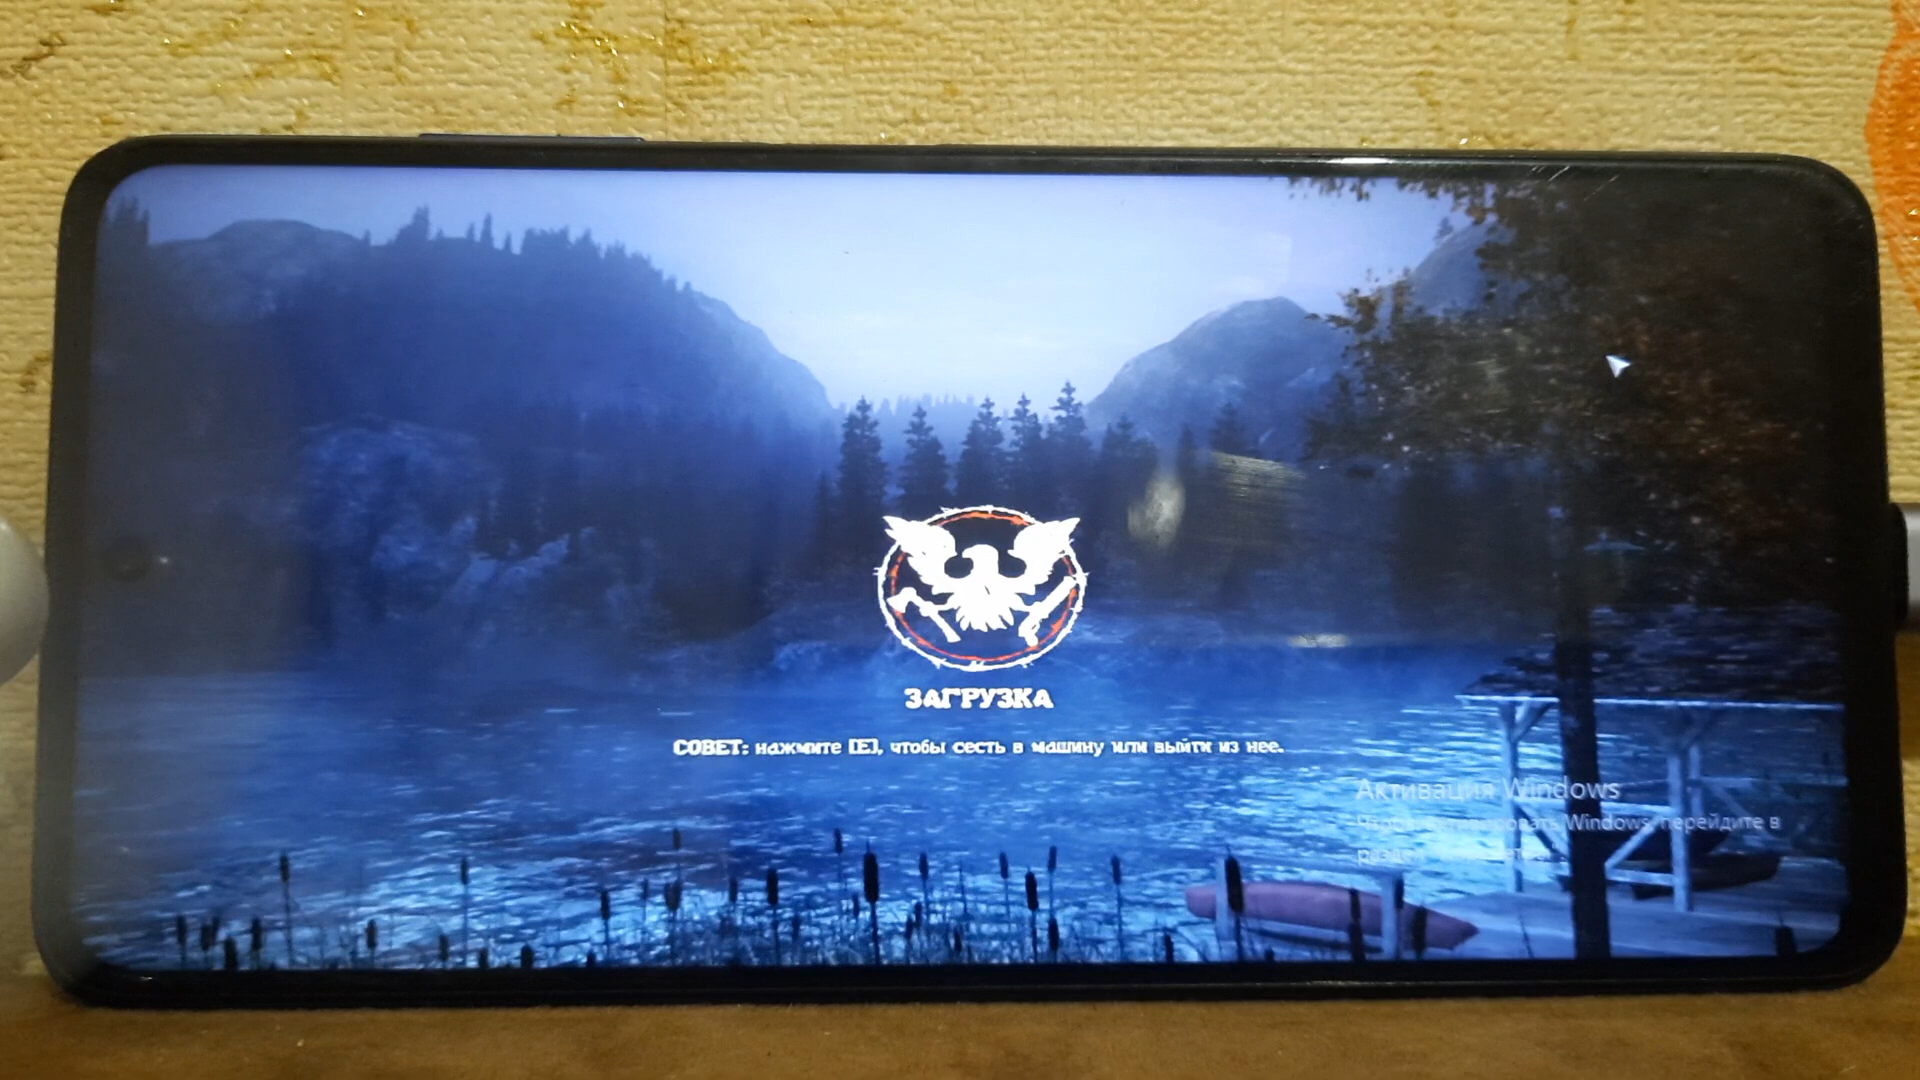 ЗАГРУЗКА
СОВЕТ: нажмите [E], чтобы сесть в машину или выйти из нее.
Активация Windows
Windows, перейдите в